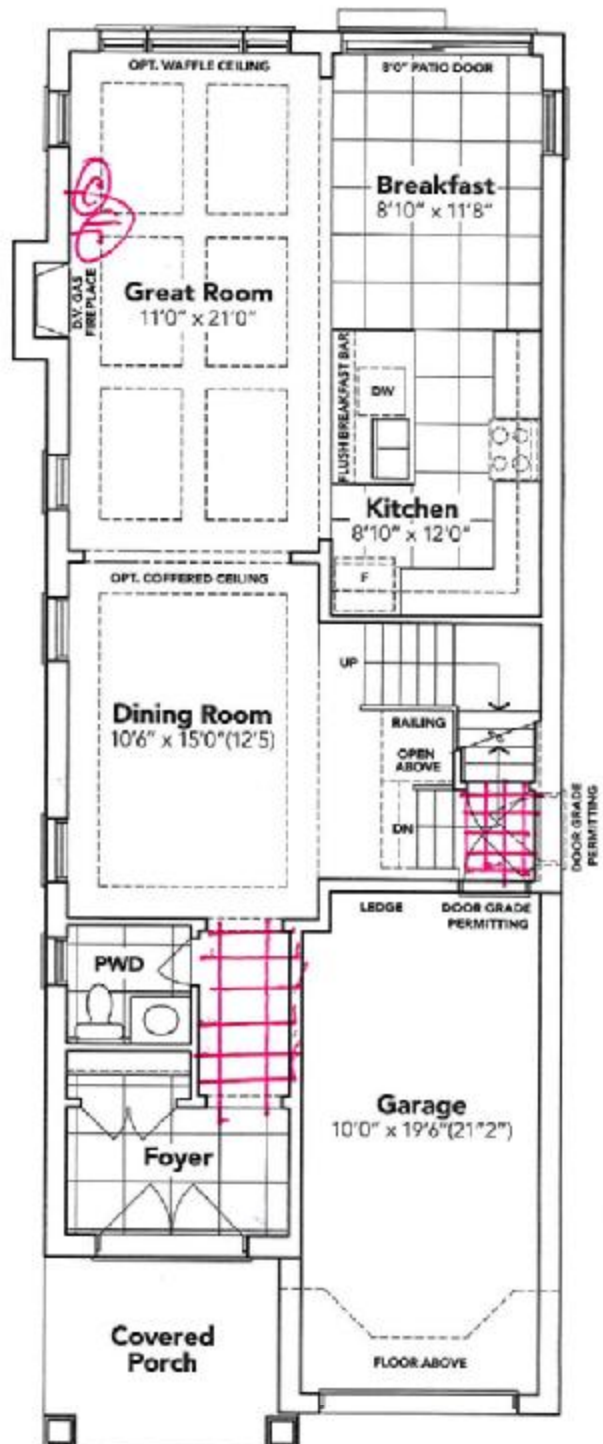 OPT. WAFFLE CEILING
8'0" PATIO DOOR
Breakfast
8'10" x 11'8"
Great Room
11'0" x 21'0"
D.V. GAS
FIREPLACE
FLUSH BREAKFAST BAR
DW
Kitchen
8'10" x 12'0"
F
OPT. COFFERED CEILING
UP
Dining Room
10'6" x 15'0"(12'5)
RAILING
OPEN
ABOVE
DN
DOOR GRADE
PERMITTING
LEDGE
DOOR GRADE
PERMITTING
PWD
Garage
10'0" x 19'6"(21'2")
Foyer
Covered
Porch
FLOOR ABOVE